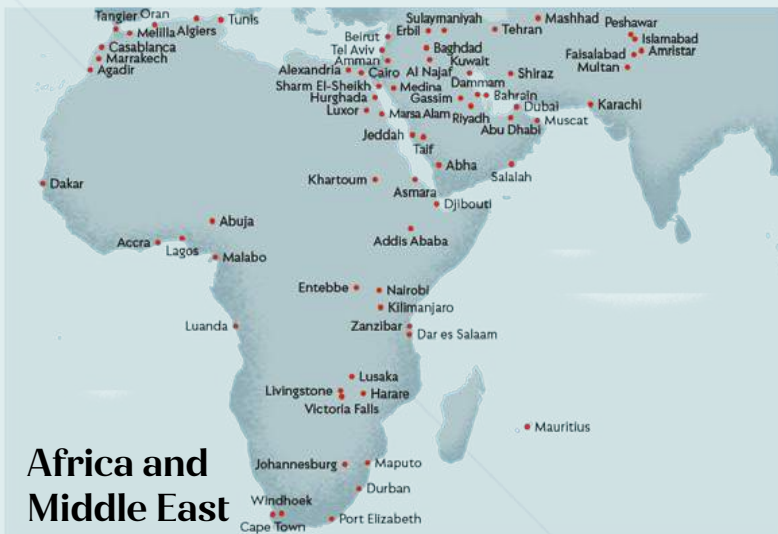 Tangier
Oran
Tunis
Melilla
Algiers
Casablanca
Marrakech
Agadir
Sulaymaniyah
Mashhad
Peshawar
Beirut
Erbil
Tehran
Islamabad
Tel Aviv
Baghdad
Faisalabad
Amristar
Amman
Kuwait
Multan
Alexandria
Cairo
Al Najaf
Shiraz
Sharm El-Sheikh
Medina
Dammam
Hurghada
Gassim
Bahrain
Dubai
Karachi
Luxor
Marsa Alam
Riyadh
Abu Dhabi
Muscat
Jeddah
Taif
Abha
Salalah
Dakar
Khartoum
Asmara
Djibouti
Abuja
Addis Ababa
Accra
Lagos
Malabo
Entebbe
Nairobi
Kilimanjaro
Luanda
Zanzibar
Dar es Salaam
Lusaka
Livingstone
Harare
Victoria Falls
Mauritius
Africa and
Middle East
Johannesburg
Maputo
Durban
Windhoek
Cape Town
Port Elizabeth